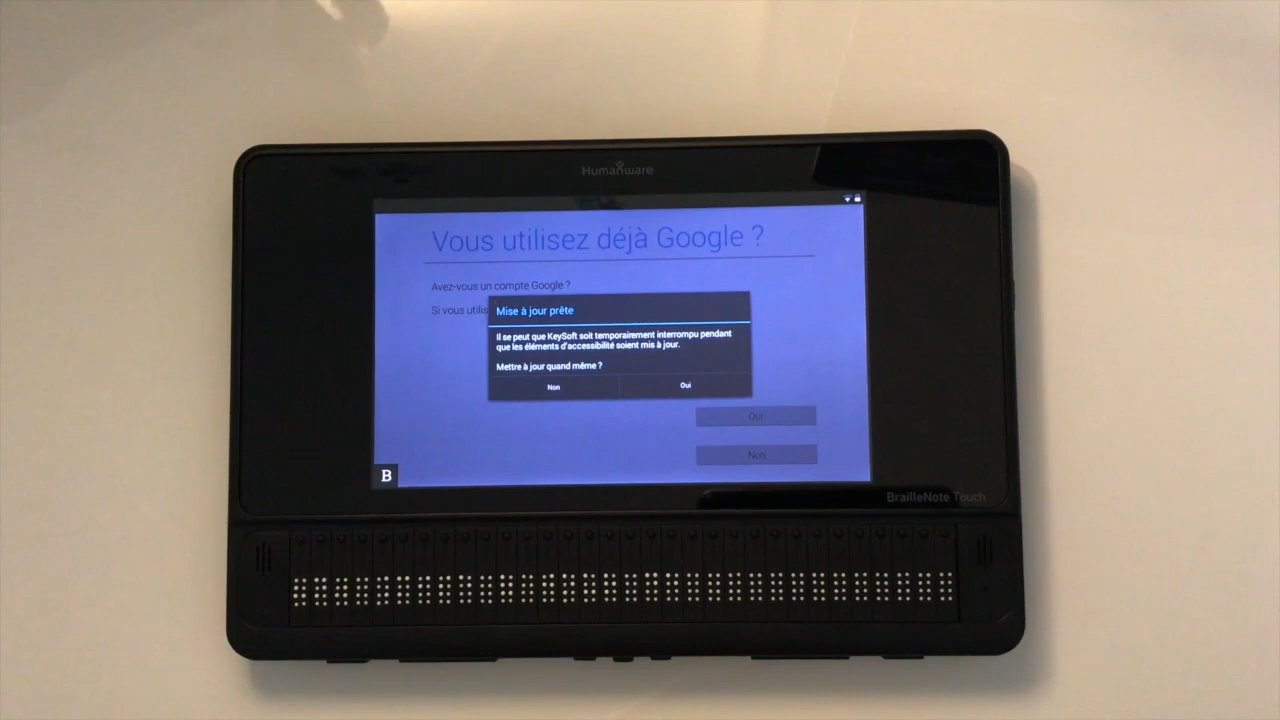 Humanware
Vous utilisez déjà Google ?
Avez-vous un compte Google ?
Si vous utilis
Mise à jour prête
Il se peut que KeySoft soit temporairement interrompu pendant
que les éléments d'accessibilité soient mis à jour.
Mettre à jour quand même ?
Non
Oui
Oui
Non
B
BrailleNote Touch